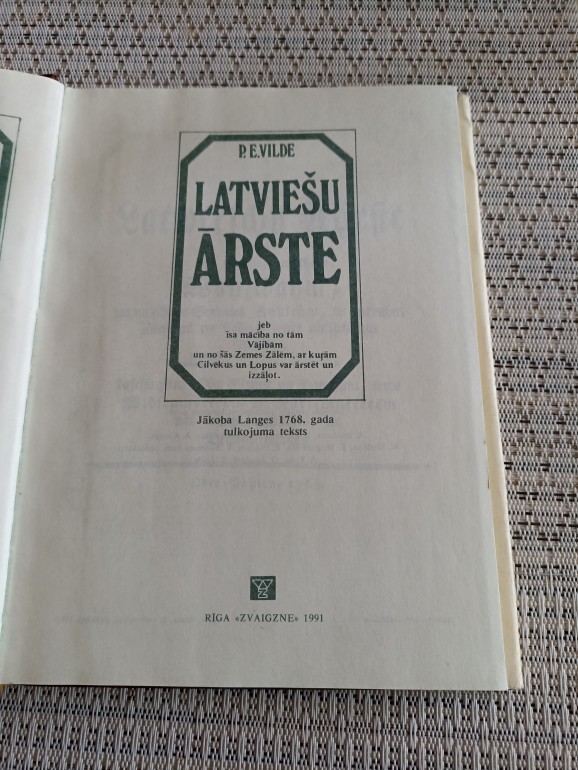 P. E. VILDE
LATVIEŠU
ĀRSTE
jeb
īsa mācība no tām
Vājībām
un no šās Zemes Zālēm, ar kuŗām
Cilvēkus un Lopus var ārstēt un
izzāļot.
Jākoba Langes 1768. gada
tulkojuma teksts
RĪGA «ZVAIGZNE» 1991